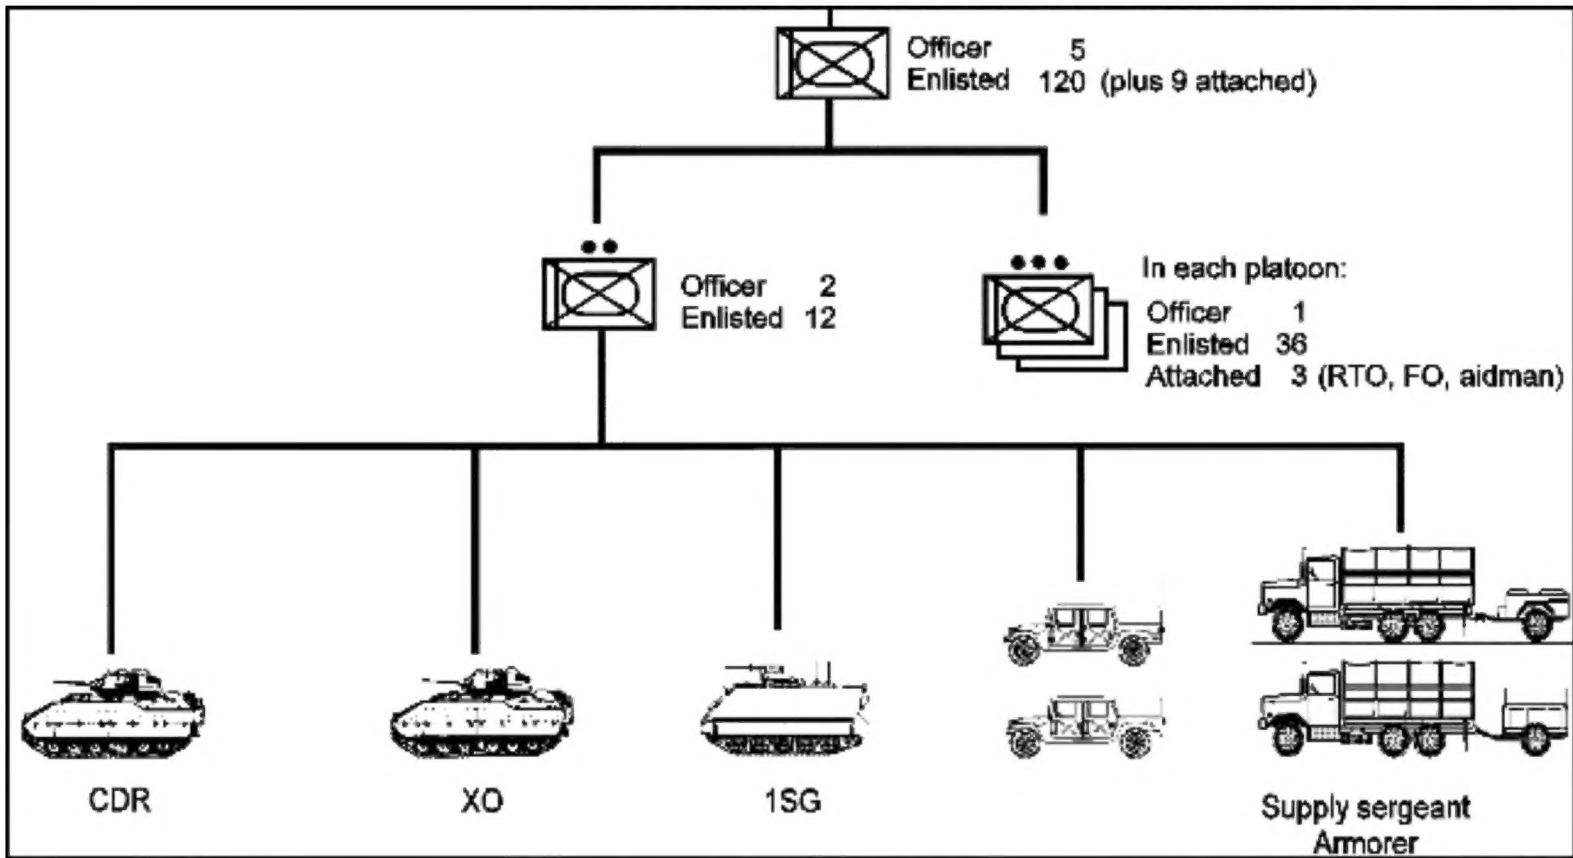 Officer 5
Enlisted 120 (plus 9 attached)
Officer 2
Enlisted 12
In each platoon:
Officer 1
Enlisted 36
Attached 3 (RTO, FO, aidman)
CDR
XO
1SG
Supply sergeant
Armorer